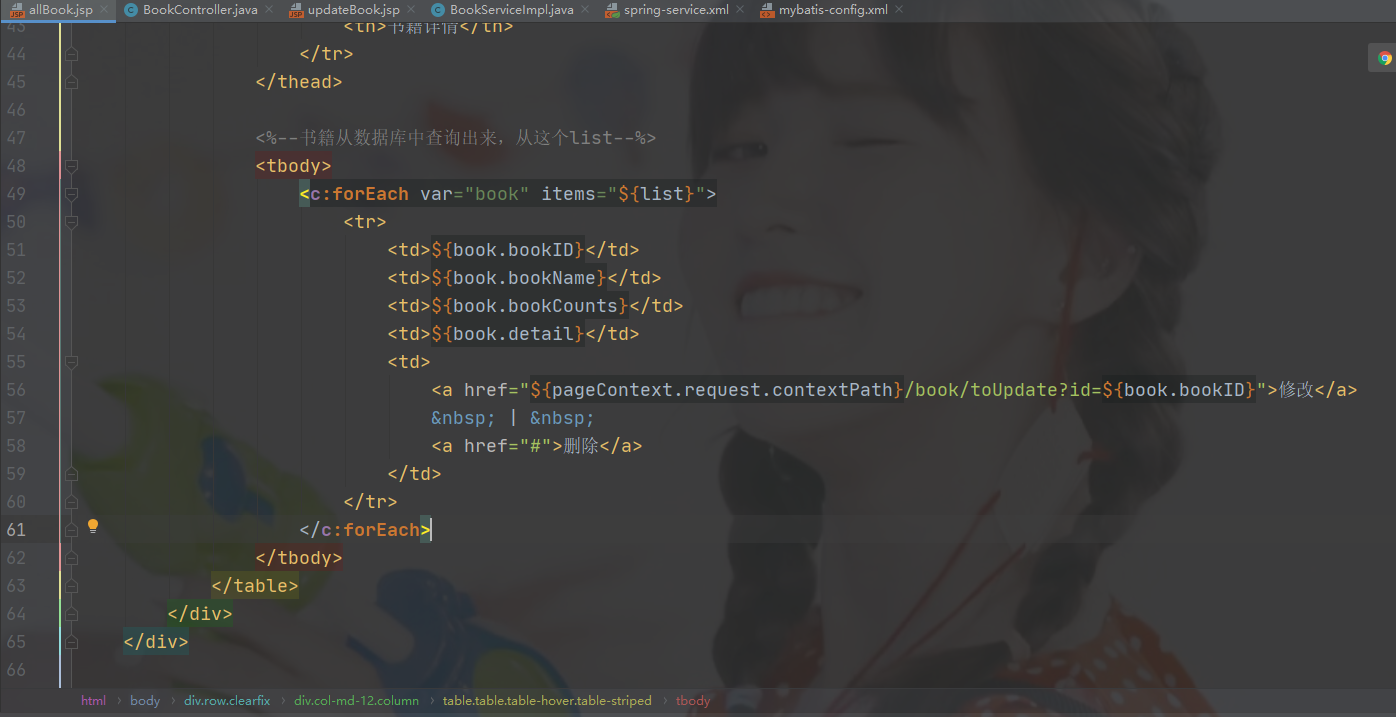 allBook.jsp BookController.java updateBook.jsp BookServiceImpl.java spring-service.xml mybatis-config.xml
43 <th>书籍详情</th>
44 </tr>
45 </thead>
46
47 <%--书籍从数据库中查询出来，从这个list--%>
48 <tbody>
49 <c:forEach var="book" items="${list}">
50 <tr>
51 <td>${book.bookID}</td>
52 <td>${book.bookName}</td>
53 <td>${book.bookCounts}</td>
54 <td>${book.detail}</td>
55 <td>
56 <a href="${pageContext.request.contextPath}/book/toUpdate?id=${book.bookID}">修改</a>
57 &nbsp; | &nbsp;
58 <a href="#">删除</a>
59 </td>
60 </tr>
61 </c:forEach>
62 </tbody>
63 </table>
64 </div>
65 </div>
66
html › body › div.row.clearfix › div.col-md-12.column › table.table.table-hover.table-striped › tbody